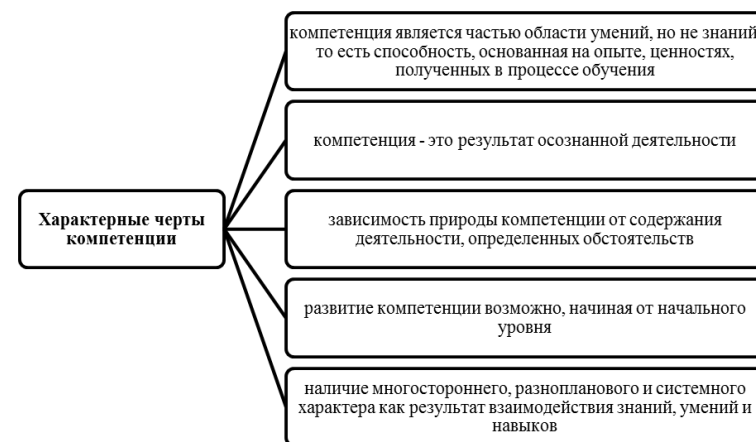 компетенция является частью области умений, но не знаний
то есть способность, основанная на опыте, ценностях,
полученных в процессе обучения
компетенция - это результат осознанной деятельности
Характерные черты
компетенции
зависимость природы компетенции от содержания
деятельности, определенных обстоятельств
развитие компетенции возможно, начиная от начального
уровня
наличие многостороннего, разнопланового и системного
характера как результат взаимодействия знаний, умений и
навыков